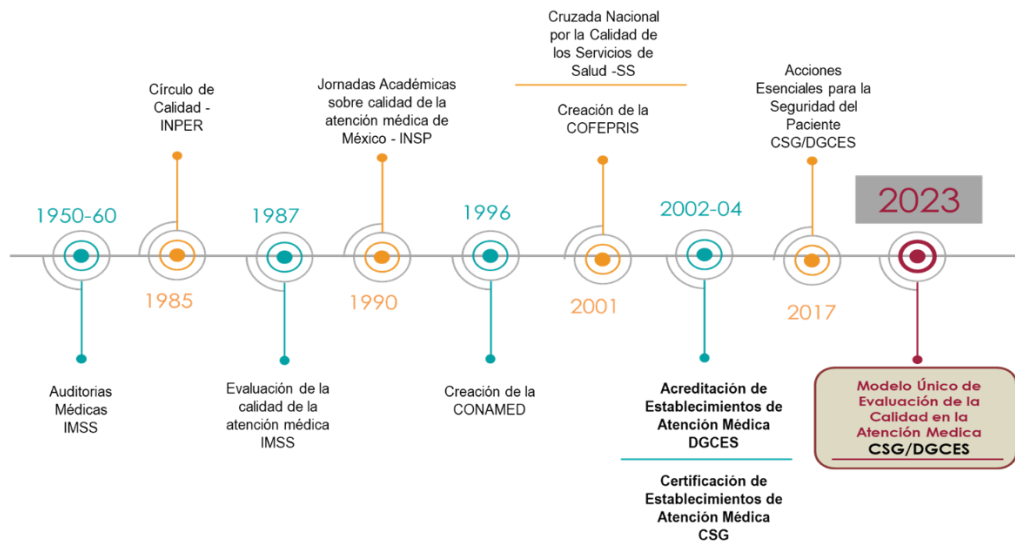 1950-60
Auditorias
Médicas
IMSS
Círculo de
Calidad -
INPER
1985
1987
Evaluación de la
calidad de la
atención médica
IMSS
Jornadas Académicas
sobre calidad de la
atención médica de
México - INSP
1990
1996
Creación de la
CONAMED
Cruzada Nacional
por la Calidad de
los Servicios de
Salud -SS
Creación de la
COFEPRIS
2001
2002-04
Acreditación de
Establecimientos de
Atención Médica
DGCES
Certificación de
Establecimientos de
Atención Médica
CSG
Acciones
Esenciales para la
Seguridad del
Paciente
CSG/DGCES
2017
2023
Modelo Único de
Evaluación de la
Calidad en la
Atención Medica
CSG/DGCES